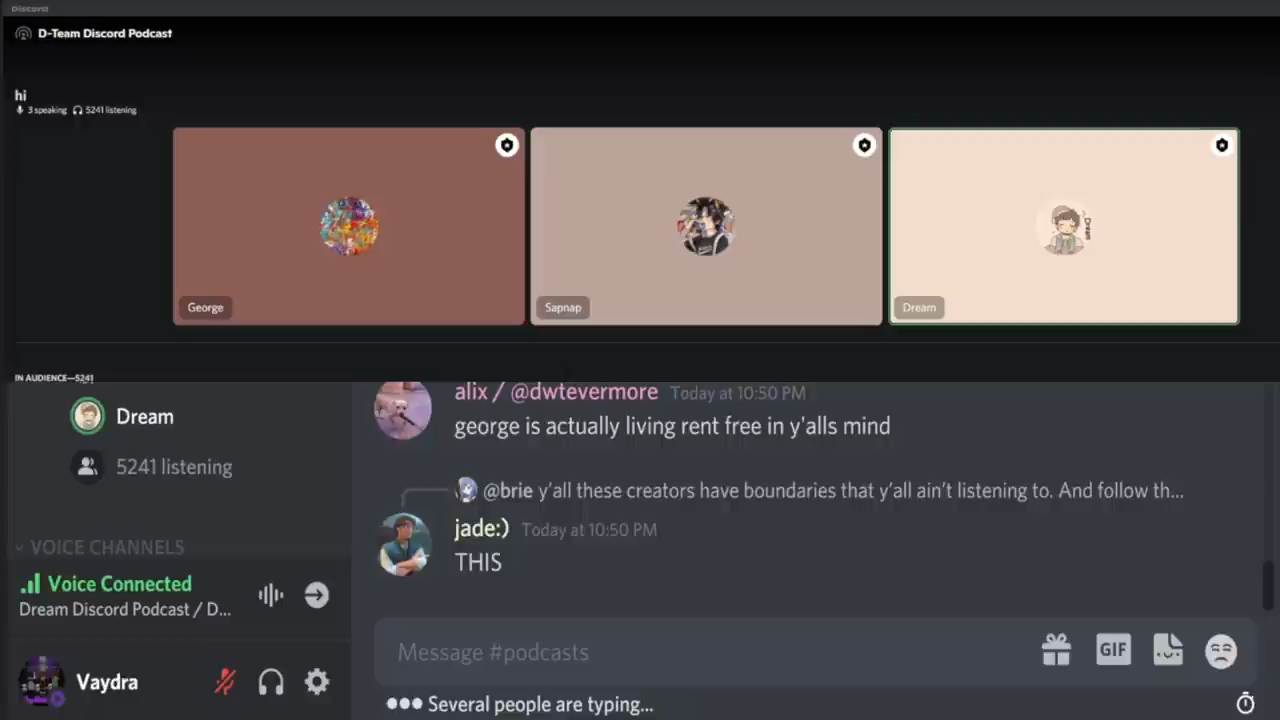 Discord
D-Team Discord Podcast
hi
3 speaking 5241 listening
George
Sapnap
Dream
Dream
IN AUDIENCE—5241
Dream
5241 listening
VOICE CHANNELS
Voice Connected
Dream Discord Podcast / D...
Vaydra
alix / @dwtevermore Today at 10:50 PM
george is actually living rent free in y'alls mind
@brie y'all these creators have boundaries that y'all ain't listening to. And follow th...
jade:) Today at 10:50 PM
THIS
Message #podcasts
GIF
Several people are typing...